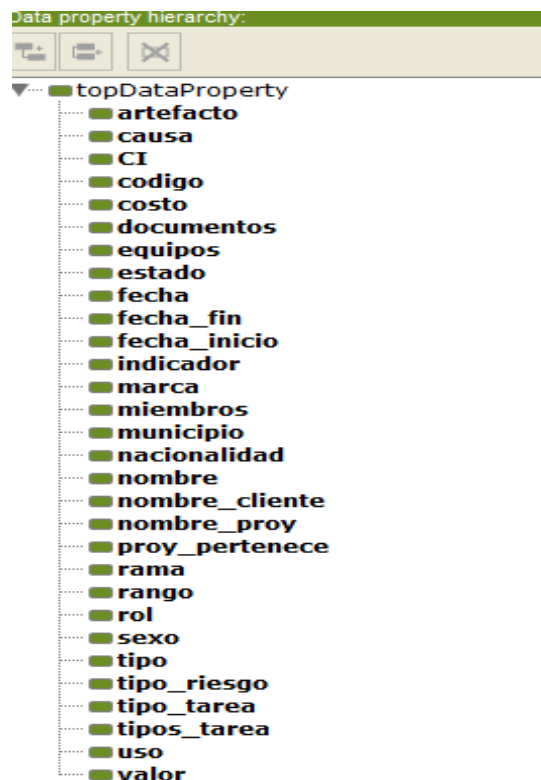 Data property hierarchy:
topDataProperty
artefacto
causa
CI
codigo
costo
documentos
equipos
estado
fecha
fecha_fin
fecha_inicio
indicador
marca
miembros
municipio
nacionalidad
nombre
nombre_cliente
nombre_proy
proy_pertenece
rama
rango
rol
sexo
tipo
tipo_riesgo
tipo_tarea
tipos_tarea
uso
valor